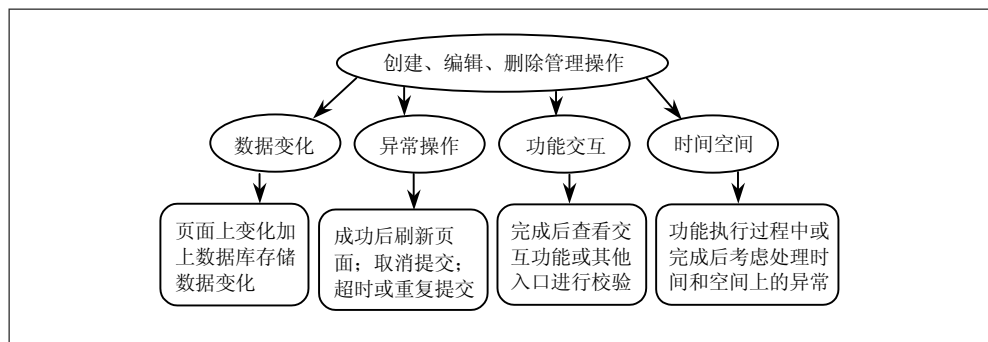 创建、编辑、删除管理操作
数据变化
异常操作
功能交互
时间空间
页面上变化加
上数据库存储
数据变化
成功后刷新页
面；取消提交；
超时或重复提交
完成后查看交
互功能或其他
入口进行校验
功能执行过程中或
完成后考虑处理时
间和空间上的异常